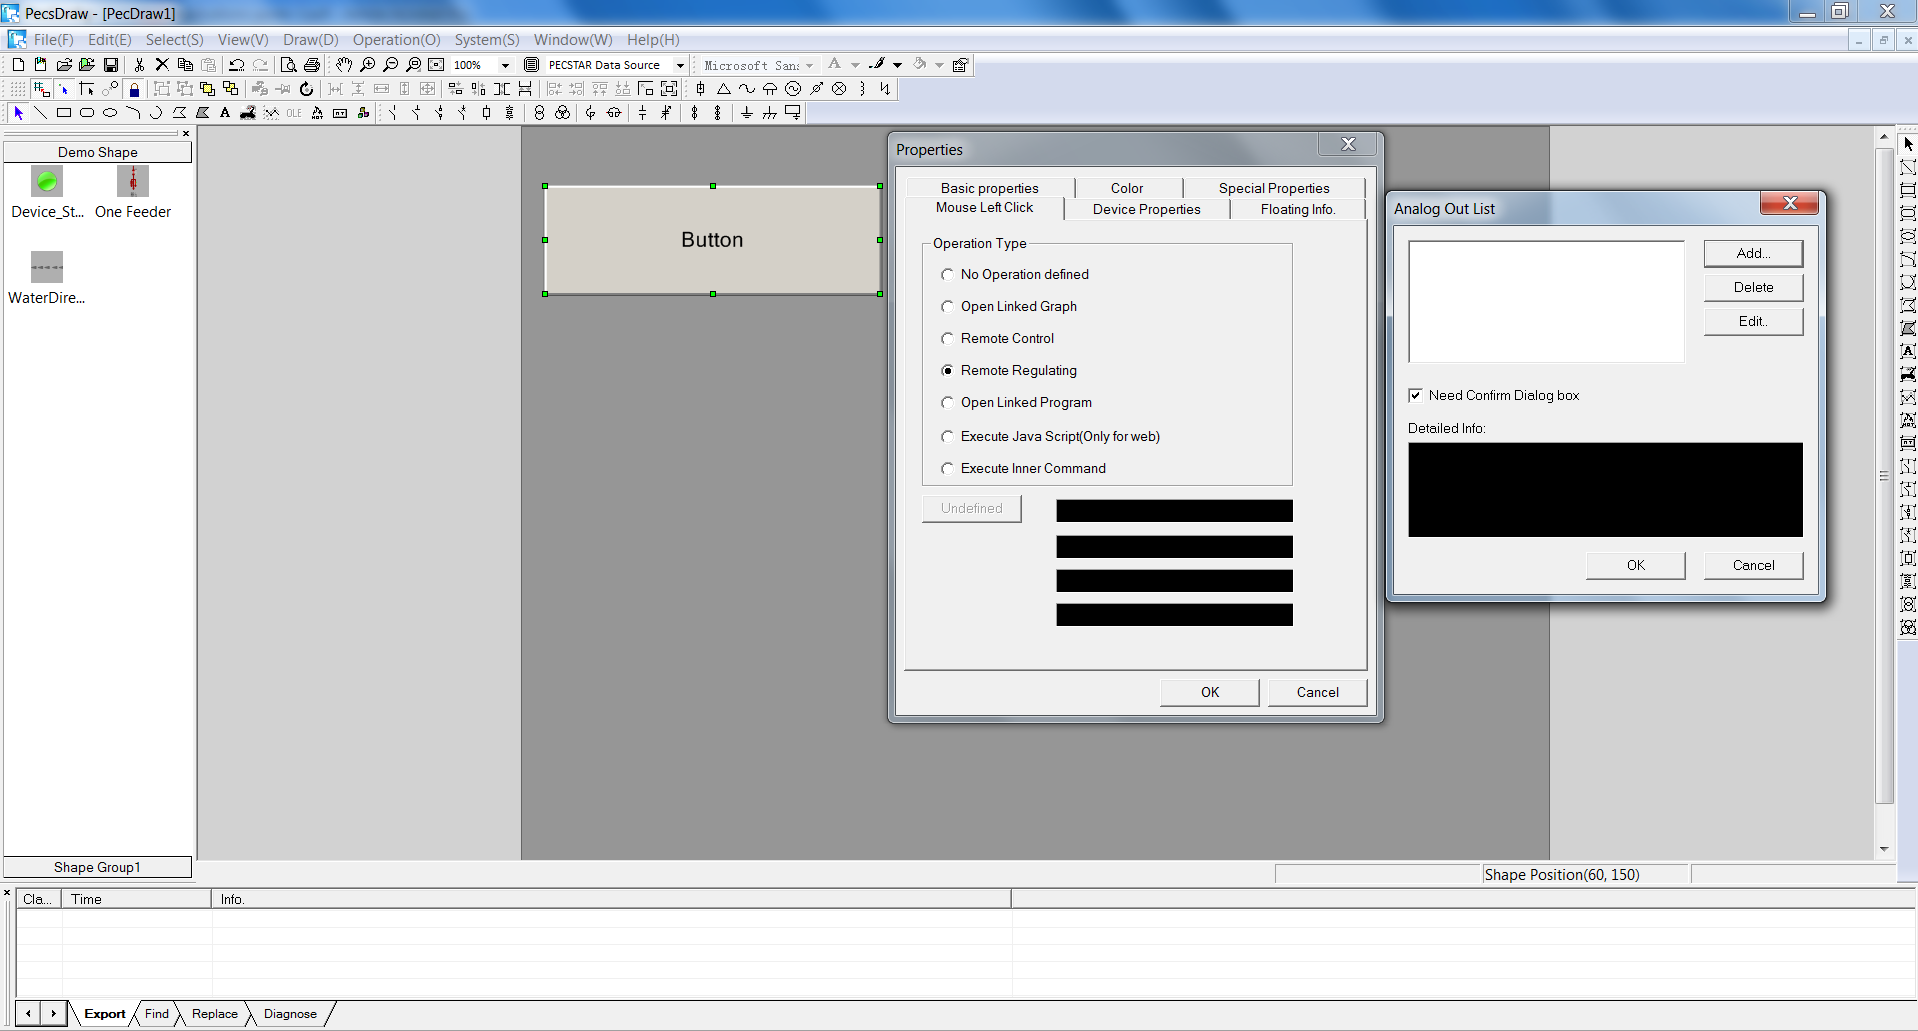 PecsDraw - [PecDraw1]
File(F) Edit(E) Select(S) View(V) Draw(D) Operation(O) System(S) Window(W) Help(H)
100% PECSTAR Data Source Microsoft San:
OLE
Demo Shape
Device_St... One Feeder
WaterDire...
Shape Group1
Button
Properties
Basic properties Color Special Properties
Mouse Left Click Device Properties Floating Info.
Operation Type
No Operation defined
Open Linked Graph
Remote Control
Remote Regulating
Open Linked Program
Execute Java Script(Only for web)
Execute Inner Command
Undefined
OK Cancel
Analog Out List
Add...
Delete
Edit..
Need Confirm Dialog box
Detailed Info:
OK Cancel
Shape Position(60, 150)
Cla... Time Info.
Export Find Replace Diagnose